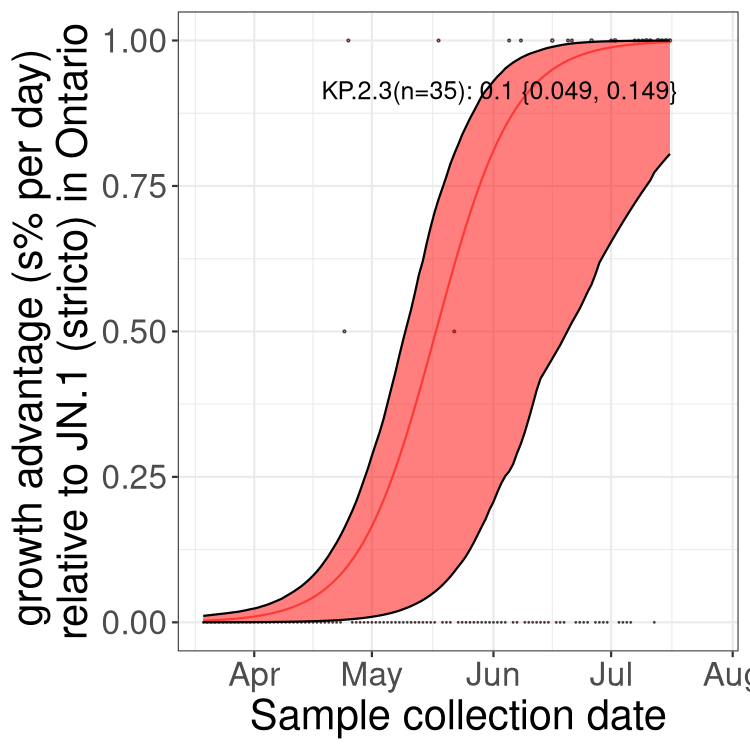 growth advantage (s% per day)
relative to JN.1 (stricto) in Ontario
1.00
0.75
0.50
0.25
0.00
KP.2.3(n=35): 0.1 {0.049, 0.149}
Apr May Jun Jul Aug
Sample collection date